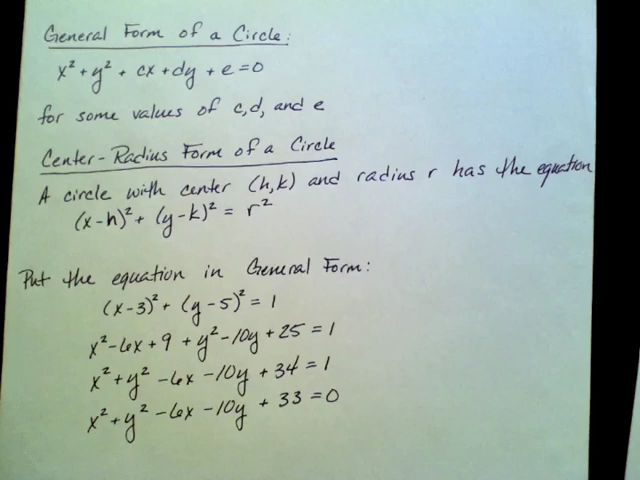 General Form of a Circle:
x² + y² + cx + dy + e = 0
for some values of c, d, and e
Center-Radius Form of a Circle
A circle with center (h, k) and radius r has the equation
(x-h)² + (y-k)² = r²
Put the equation in General Form:
(x-3)² + (y-5)² = 1
x² - 6x + 9 + y² - 10y + 25 = 1
x² + y² - 6x - 10y + 34 = 1
x² + y² - 6x - 10y + 33 = 0